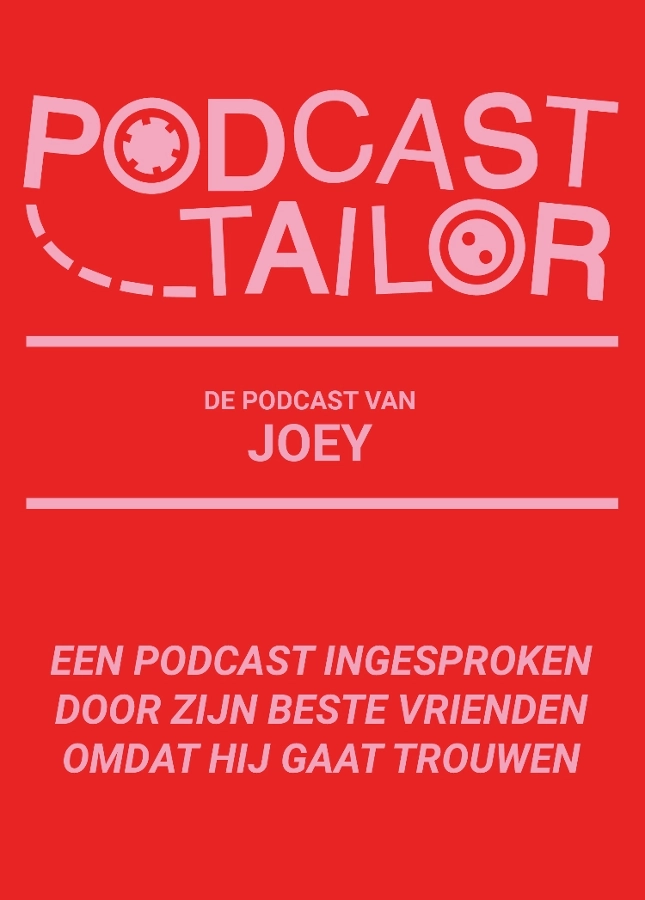 PODCAST
TAILOR
DE PODCAST VAN
JOEY
EEN PODCAST INGESPROKEN
DOOR ZIJN BESTE VRIENDEN
OMDAT HIJ GAAT TROUWEN